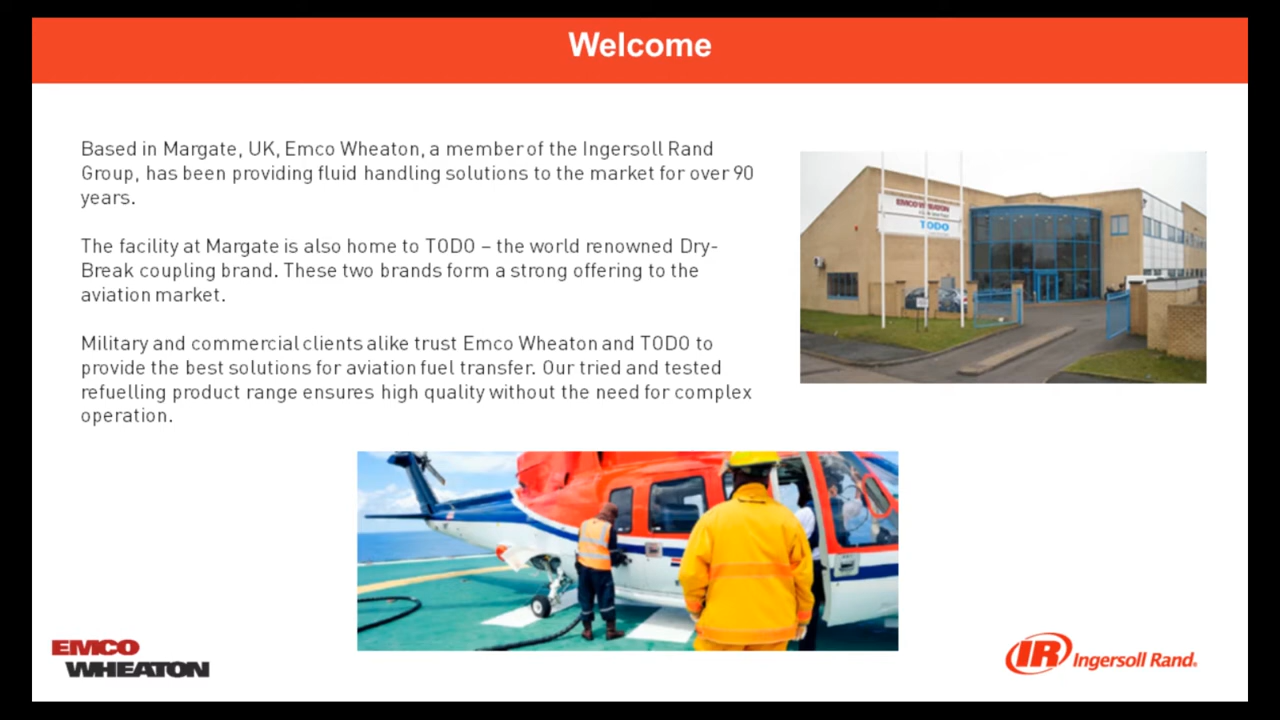 Welcome
Based in Margate, UK, Emco Wheaton, a member of the Ingersoll Rand
Group, has been providing fluid handling solutions to the market for over 90
years.
The facility at Margate is also home to TODO – the world renowned Dry-
Break coupling brand. These two brands form a strong offering to the
aviation market.
Military and commercial clients alike trust Emco Wheaton and TODO to
provide the best solutions for aviation fuel transfer. Our tried and tested
refuelling product range ensures high quality without the need for complex
operation.
EMCO WHEATON
TODO
EMCO
WHEATON
IR Ingersoll Rand®